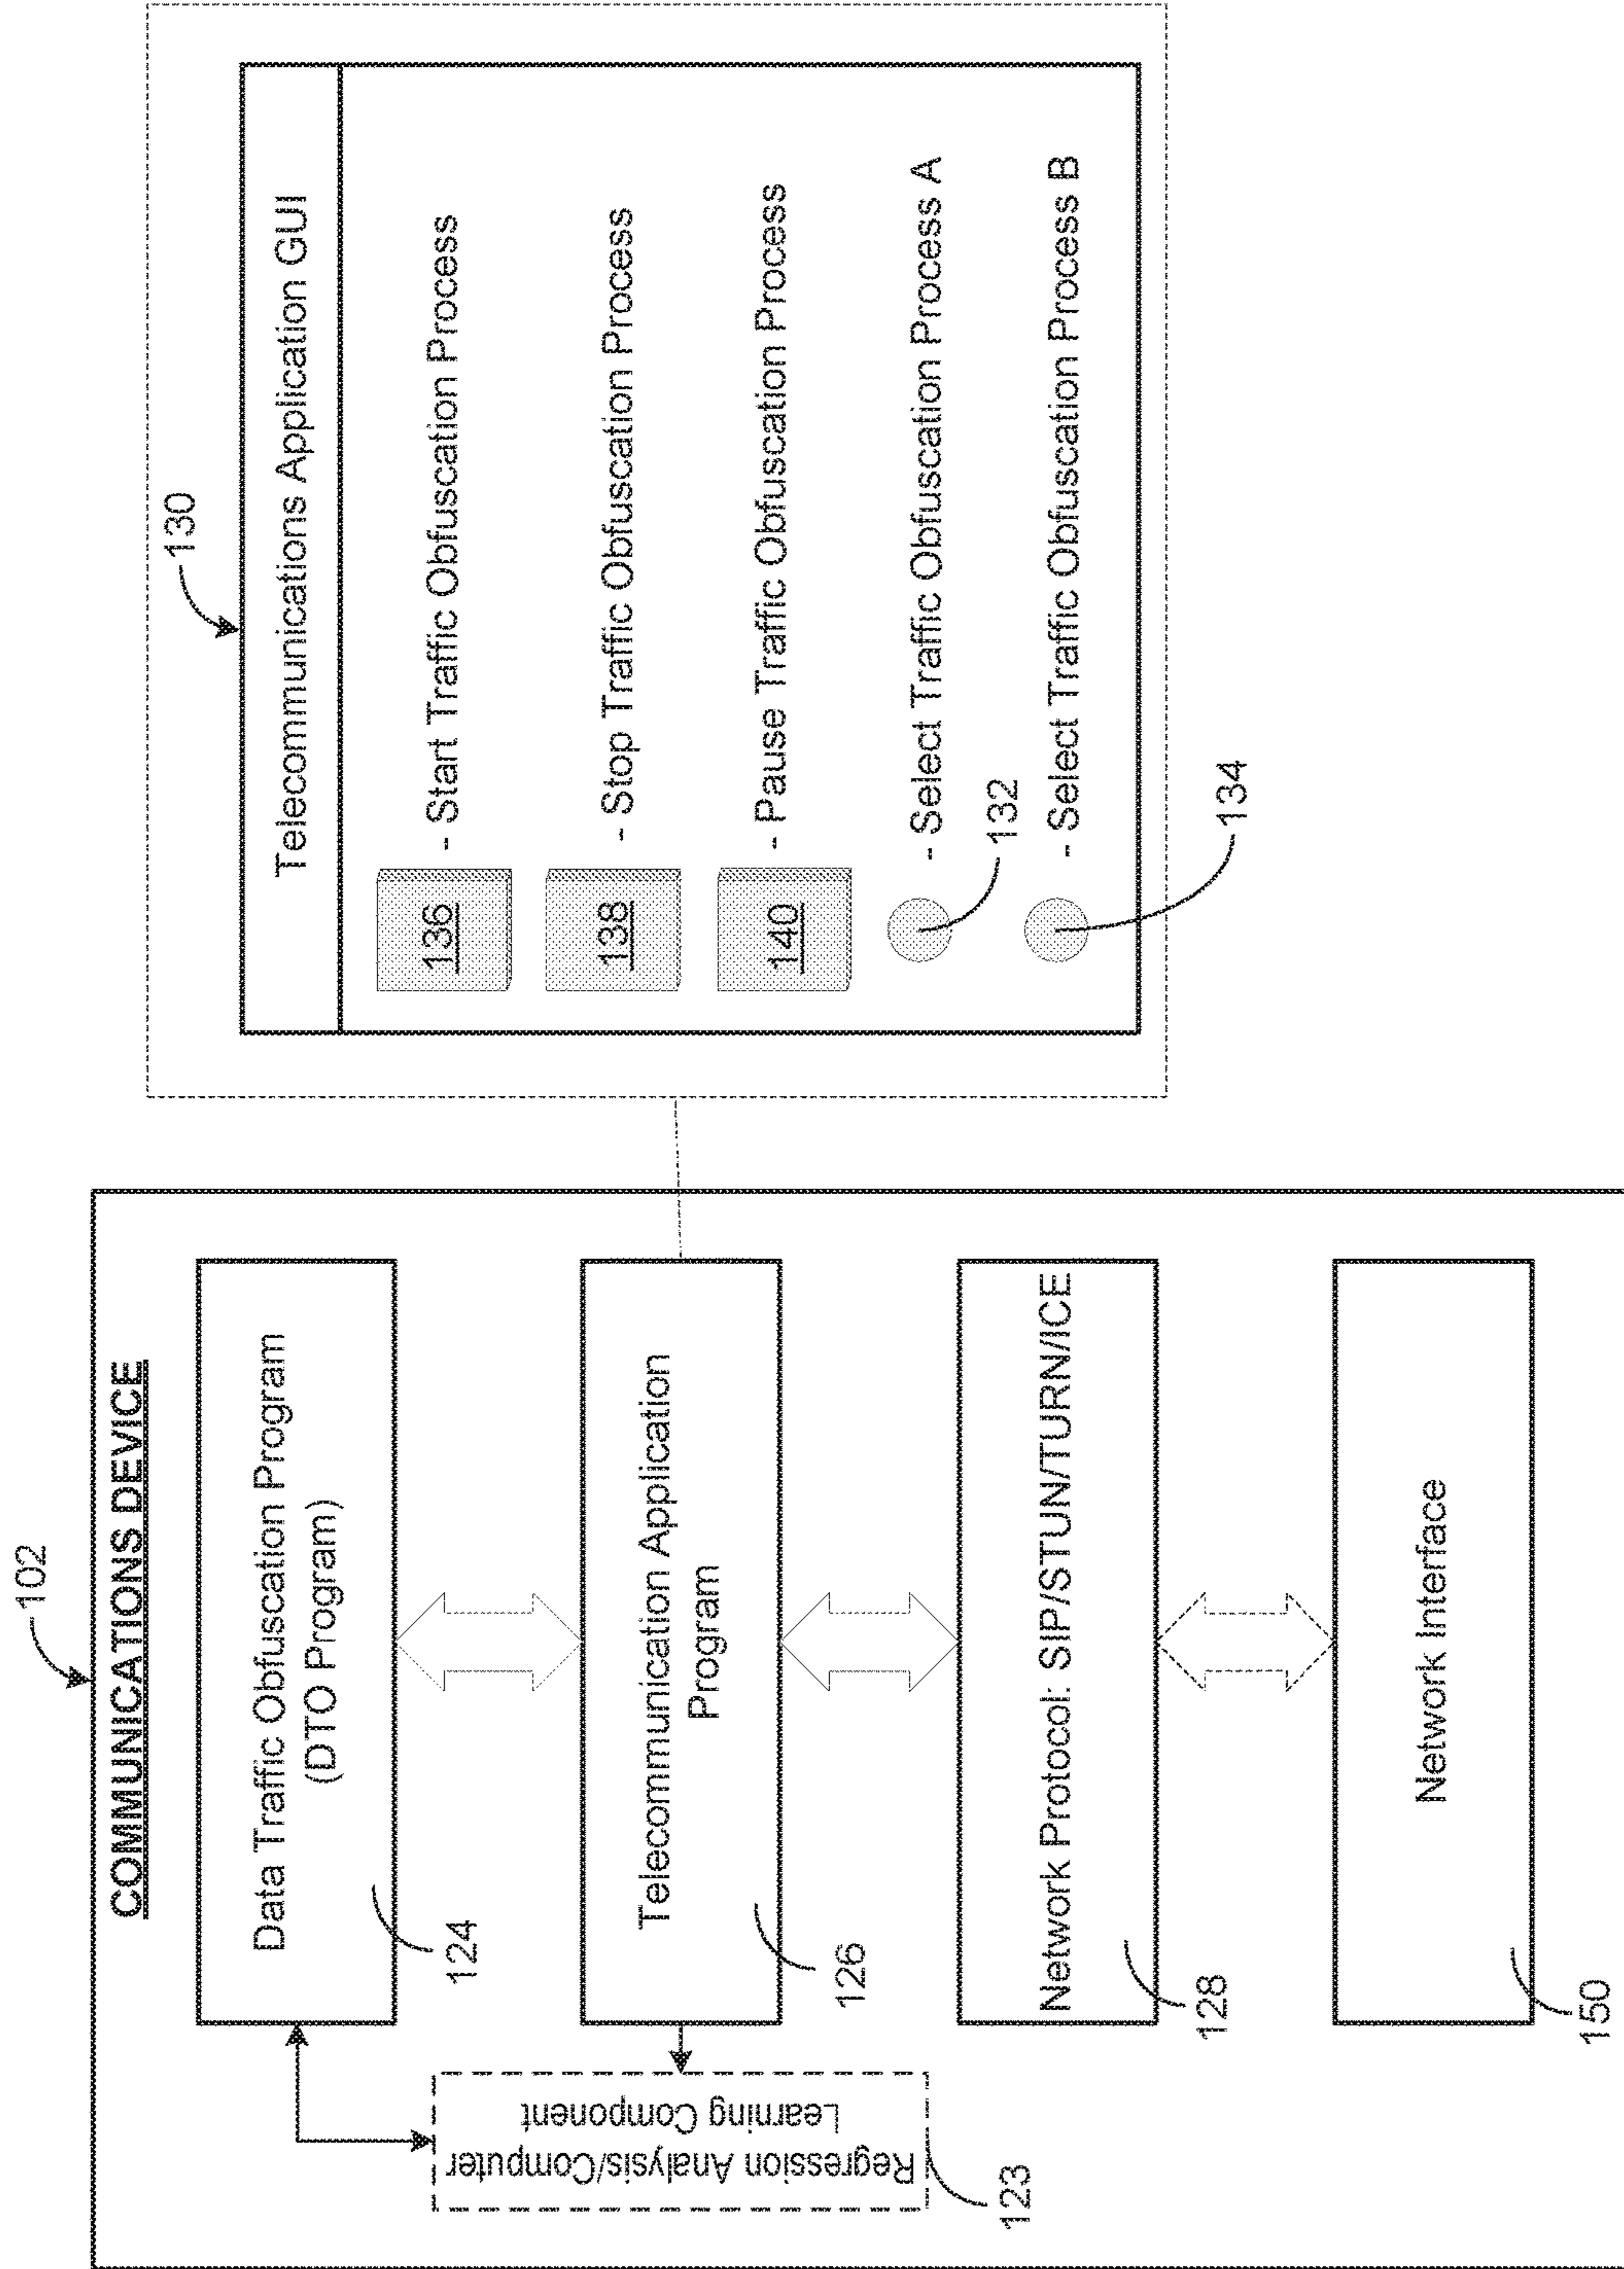 102
COMMUNICATIONS DEVICE
Data Traffic Obfuscation Program
(DTO Program)
124
Telecommunication Application
Program
126
Regression Analysis/Computer
Learning Component
123
Network Protocol: SIP/STUN/TURN/ICE
128
Network Interface
150
130
Telecommunications Application GUI
136 - Start Traffic Obfuscation Process
138 - Stop Traffic Obfuscation Process
140 - Pause Traffic Obfuscation Process
- Select Traffic Obfuscation Process A
132
- Select Traffic Obfuscation Process B
134